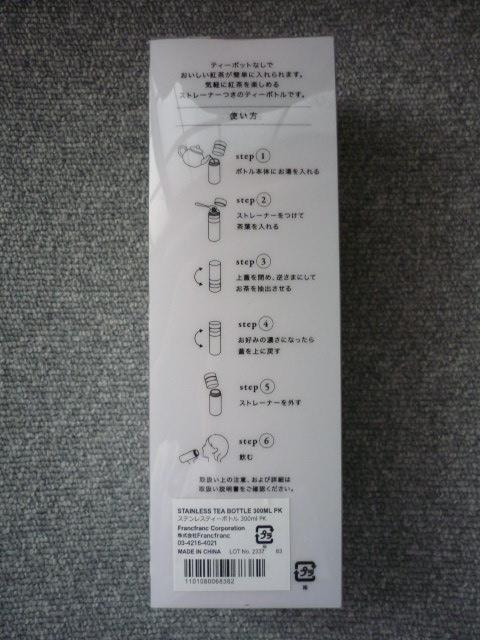 ティーポットなしで
おいしい紅茶が簡単に入れられます。
気軽に紅茶を楽しめる
ストレーナーつきのティーボトルです。
使い方
step 1
ボトル本体にお湯を入れる
step 2
ストレーナーをつけて
茶葉を入れる
step 3
上蓋を閉め、逆さまにして
お茶を抽出させる
step 4
お好みの濃さになったら
蓋を上に戻す
step 5
ストレーナーを外す
step 6
飲む
取扱い上の注意、および詳細は
取扱い説明書をご確認ください。
STAINLESS TEA BOTTLE 300ML PK
ステンレスティーボトル 300ml PK
Francfranc Corporation
株式会社Francfranc
03-4216-4021
MADE IN CHINA LOT No. 2337 63
1101080068382
プラ
箱
プラ